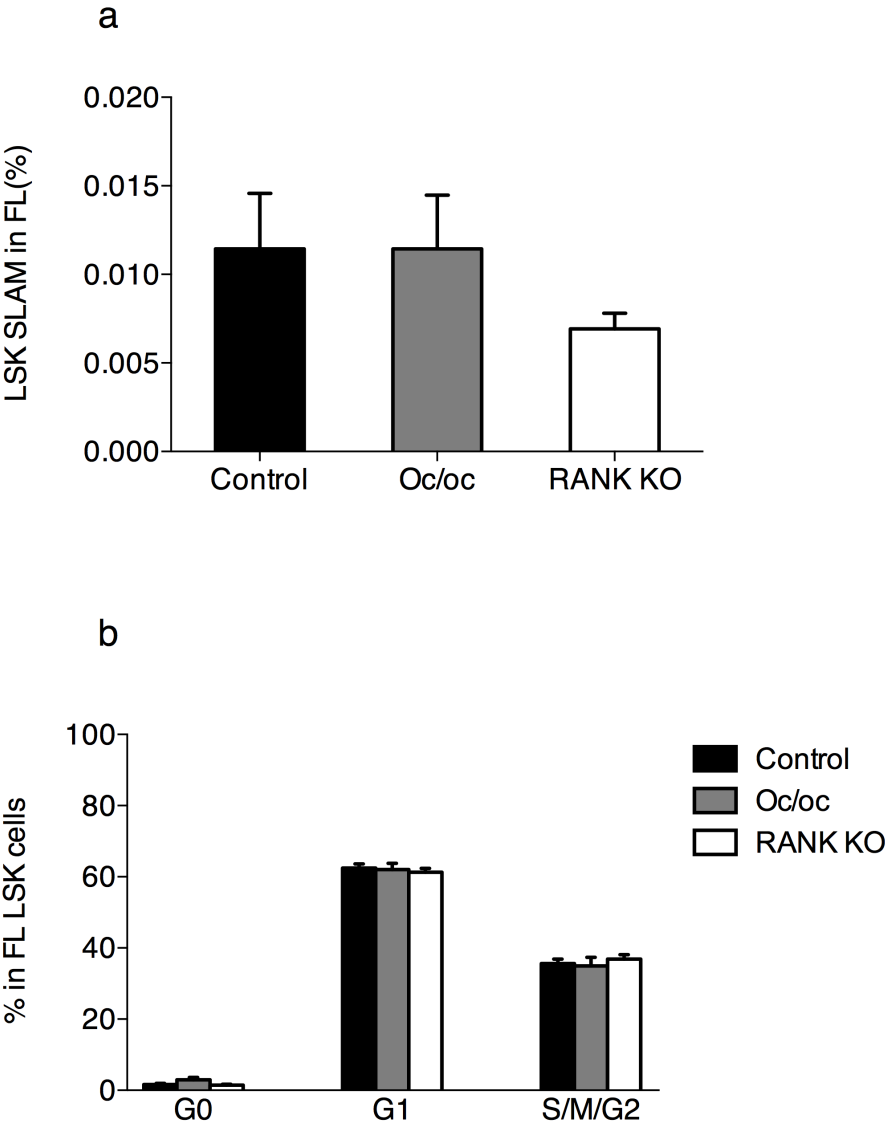 a
LSK SLAM in FL(%)
0.020
0.015
0.010
0.005
0.000
Control Oc/oc RANK KO
b
% in FL LSK cells
100
80
60
40
20
0
G0 G1 S/M/G2
Control
Oc/oc
RANK KO